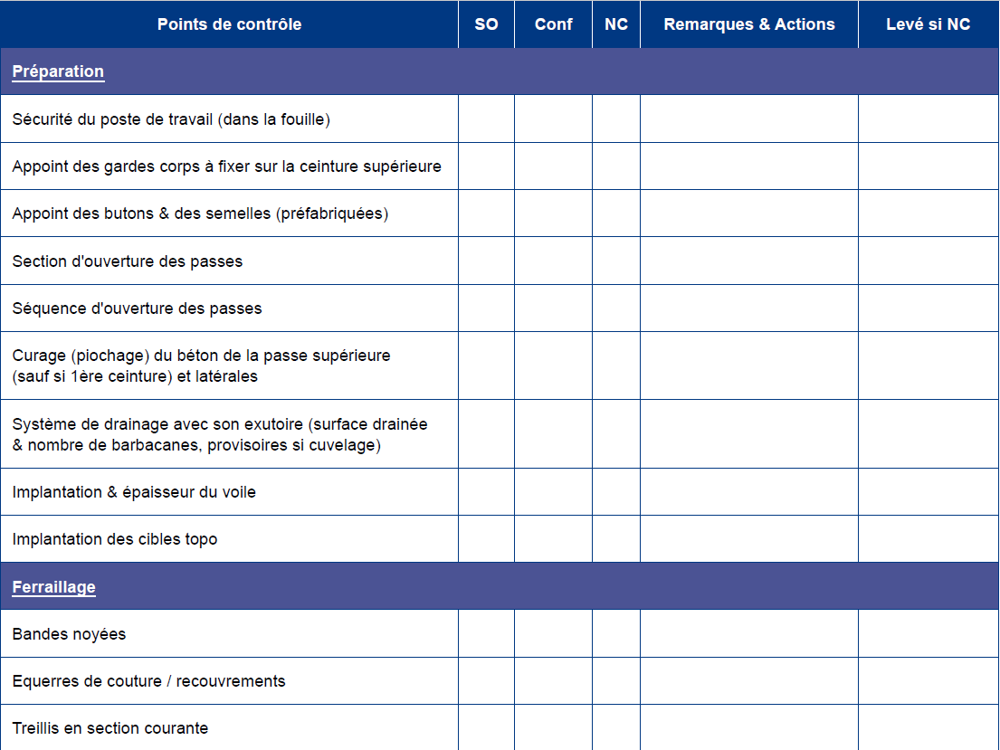 Points de contrôle SO Conf NC Remarques & Actions Levé si NC
Préparation
Sécurité du poste de travail (dans la fouille)
Appoint des gardes corps à fixer sur la ceinture supérieure
Appoint des butons & des semelles (préfabriquées)
Section d'ouverture des passes
Séquence d'ouverture des passes
Curage (piochage) du béton de la passe supérieure
(sauf si 1ère ceinture) et latérales
Système de drainage avec son exutoire (surface drainée
& nombre de barbacanes, provisoires si cuvelage)
Implantation & épaisseur du voile
Implantation des cibles topo
Ferraillage
Bandes noyées
Equerres de couture / recouvrements
Treillis en section courante